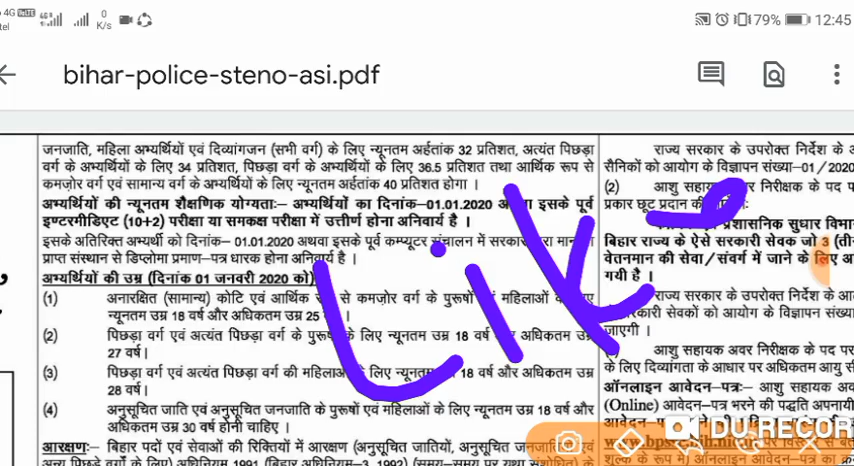 4G VoLTE 4G 0 79% 12:45
K/s
bihar-police-steno-asi.pdf
जनजाति, महिला अभ्यर्थियों एवं दिव्यांगजन (सभी वर्ग) के लिए न्यूनतम अर्हतांक 32 प्रतिशत, अत्यंत पिछड़ा
वर्ग के अभ्यर्थियों के लिए 34 प्रतिशत, पिछड़ा वर्ग के अभ्यर्थियों के लिए 36.5 प्रतिशत तथा आर्थिक रूप से
कमज़ोर वर्ग एवं सामान्य वर्ग के अभ्यर्थियों के लिए न्यूनतम अर्हतांक 40 प्रतिशत होगा ।
अभ्यर्थियों की न्यूनतम शैक्षणिक योग्यताः- अभ्यर्थियों का दिनांक-01.01.2020 इसके पूर्व
इण्टरमीडिएट (10+2) परीक्षा या समकक्ष परीक्षा में उत्तीर्ण होना अनिवार्य है ।
इसके अतिरिक्त अभ्यर्थी को दिनांक- 01.01.2020 अथवा इसके पूर्व कम्प्यूटर संचालन में
प्राप्त संस्थान से डिप्लोमा प्रमाण-पत्र धारक होना अनिवार्य है ।
अभ्यर्थियों की उम्र (दिनांक 01 जनवरी 2020 को)
(1) अनारक्षित (सामान्य) कोटि एवं आर्थिक से कमज़ोर वर्ग के पुरुषों महिलाओं के
न्यूनतम उम्र 18 वर्ष और अधिकतम उम्र 25
(2) पिछड़ा वर्ग एवं अत्यंत पिछड़ा वर्ग के के लिए न्यूनतम उम्र 18 वर्ष अधिकतम
27 वर्ष।
(3) पिछड़ा वर्ग एवं अत्यंत पिछड़ा वर्ग की लिए 18 वर्ष और अधिकतम उम्र
28 वर्ष।
(4) अनुसूचित जाति एवं अनुसूचित जनजाति के पुरुषों एवं महिलाओं के लिए न्यूनतम उम्र 18 वर्ष और
अधिकतम उम्र 30 वर्ष होनी चाहिए ।
आरक्षणः- बिहार पदों एवं सेवाओं की रिक्तियों में आरक्षण (अनुसूचित जातियों, अनुसूचित
अधिनियम 1991
राज्य सरकार के उपरोक्त निर्देश के
सैनिकों को आयोग के विज्ञापन संख्या-01/2020
(2) आशु निरीक्षक के पद
प्रकार छूट प्रदान
प्रशासनिक सुधार
बिहार राज्य के ऐसे सरकारी सेवक जो 3
वेतनमान की सेवा/संवर्ग में जाने के लिए
गयी है ।
राज्य सरकार के उपरोक्त निर्देश के
सेवकों को आयोग के विज्ञापन
जाएगी ।
आशु सहायक अवर निरीक्षक के पद
के लिए दिव्यांगता के आधार पर अधिकतम आयु
ऑनलाइन आवेदन-पत्रः- आशु सहायक
(Online) आवेदन-पत्र भरने की पद्धति
Like
DU RECOR